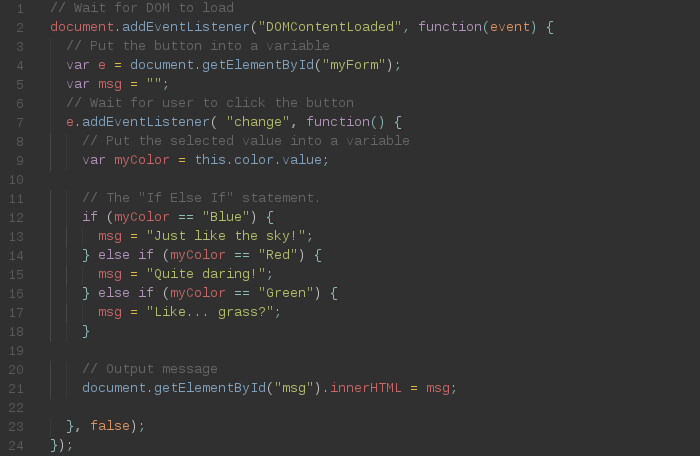 1 // Wait for DOM to load
2 document.addEventListener("DOMContentLoaded", function(event) {
3   // Put the button into a variable
4   var e = document.getElementById("myForm");
5   var msg = "";
6   // Wait for user to click the button
7   e.addEventListener( "change", function() {
8     // Put the selected value into a variable
9     var myColor = this.color.value;
10
11     // The "If Else If" statement.
12     if (myColor == "Blue") {
13       msg = "Just like the sky!";
14     } else if (myColor == "Red") {
15       msg = "Quite daring!";
16     } else if (myColor == "Green") {
17       msg = "Like... grass?";
18     }
19
20     // Output message
21     document.getElementById("msg").innerHTML = msg;
22
23   }, false);
24 });